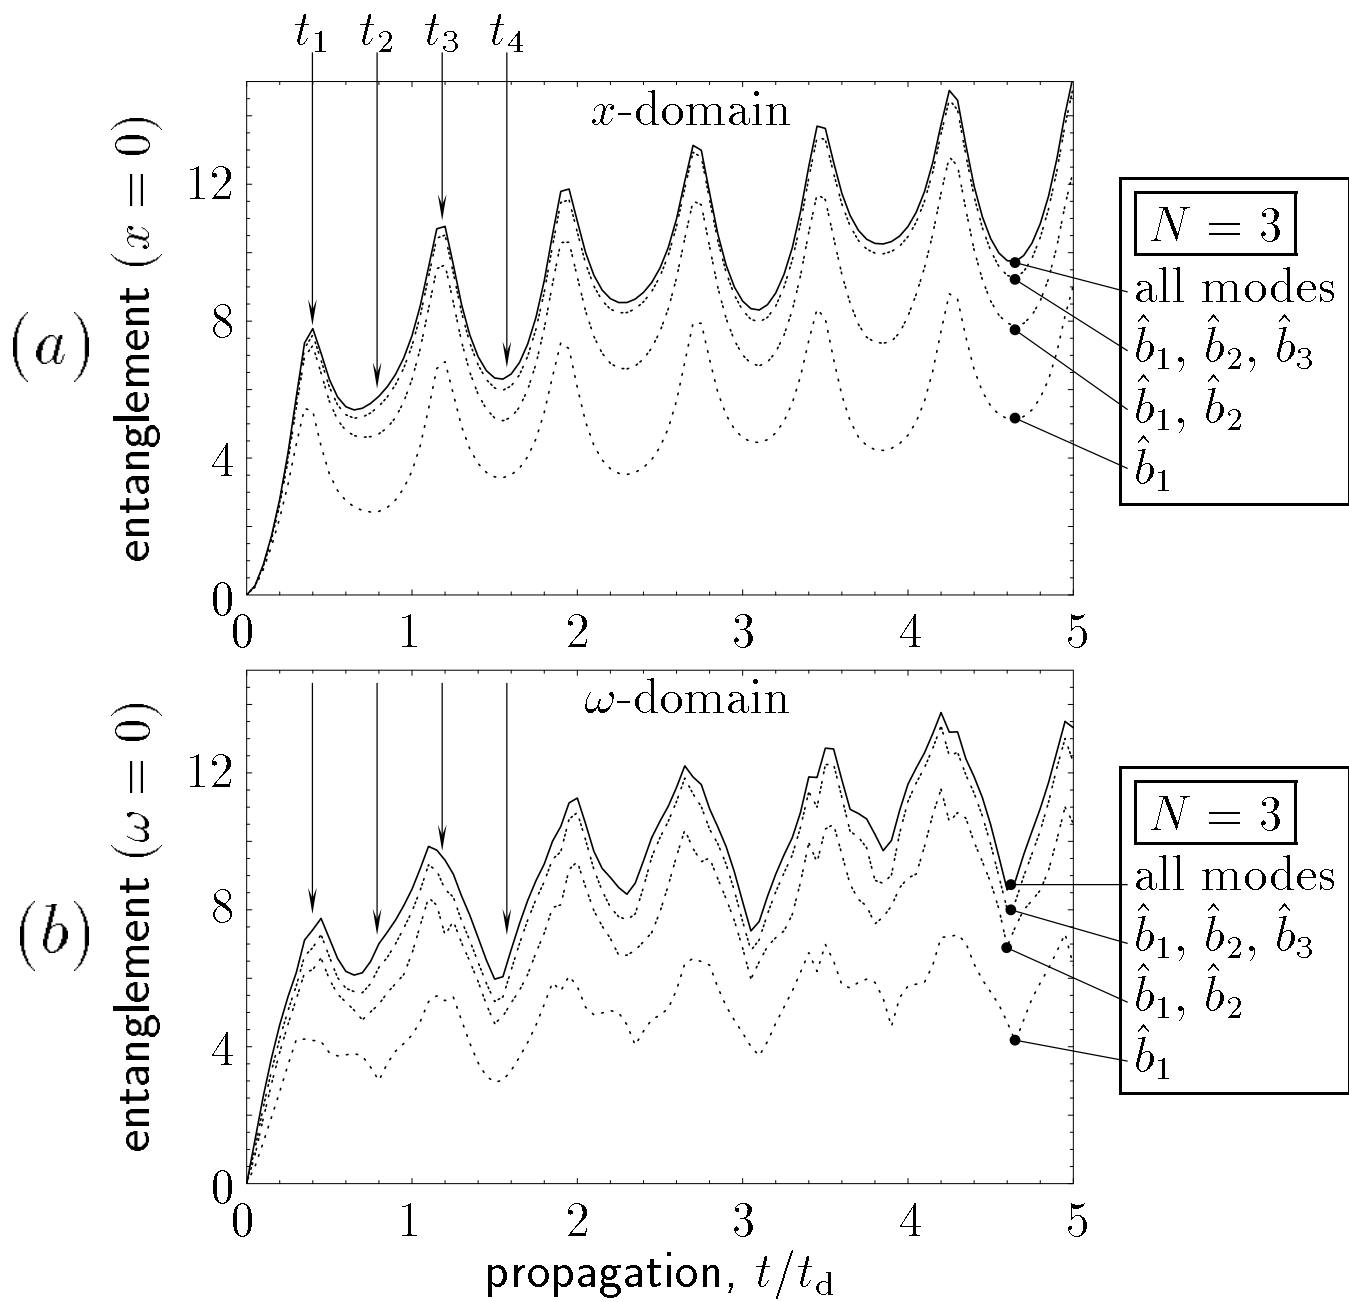 t₁ t₂ t₃ t₄
x-domain
(a)
entanglement (x = 0)
12
8
4
0
0 1 2 3 4 5
N = 3
all modes
b̂₁, b̂₂, b̂₃
b̂₁, b̂₂
b̂₁
ω-domain
(b)
entanglement (ω = 0)
12
8
4
0
0 1 2 3 4 5
propagation, t/t_d
N = 3
all modes
b̂₁, b̂₂, b̂₃
b̂₁, b̂₂
b̂₁